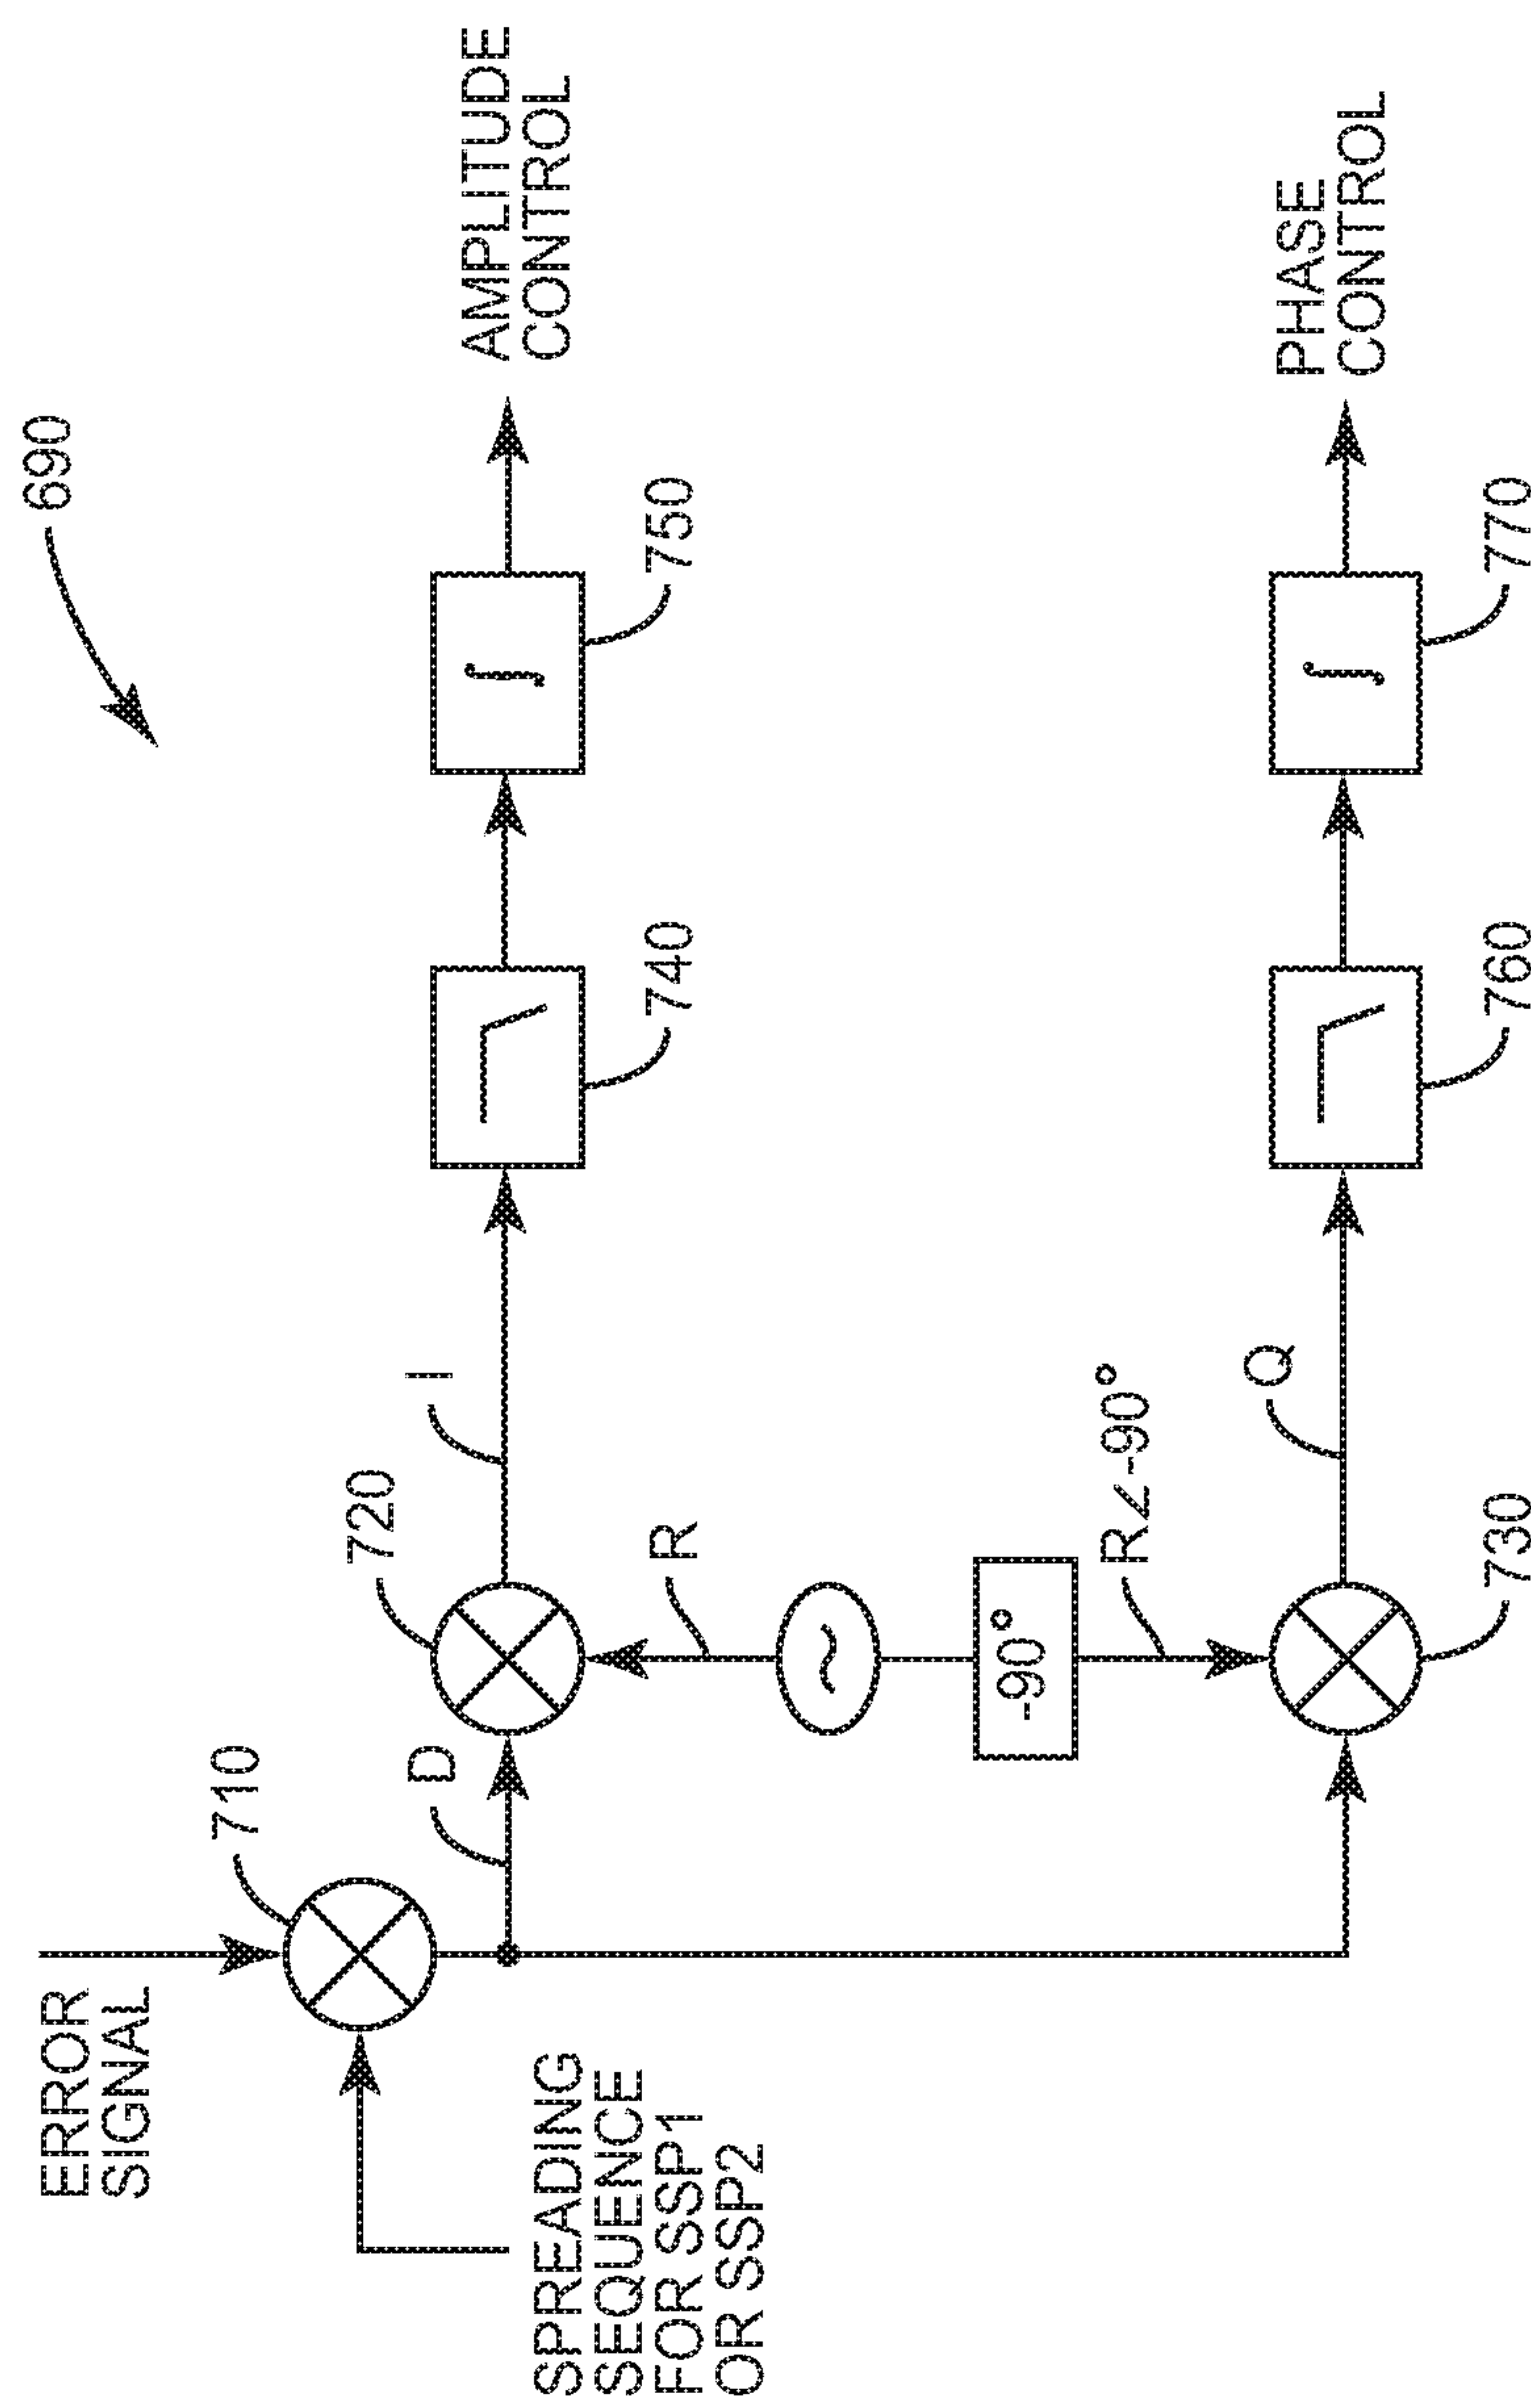 690
ERROR
SIGNAL
710
SPREADING
SEQUENCE
FOR SSP1
OR SSP2
D
720
I
740
∫
750
AMPLITUDE
CONTROL
R
~
-90°
R∠-90°
730
Q
760
∫
770
PHASE
CONTROL